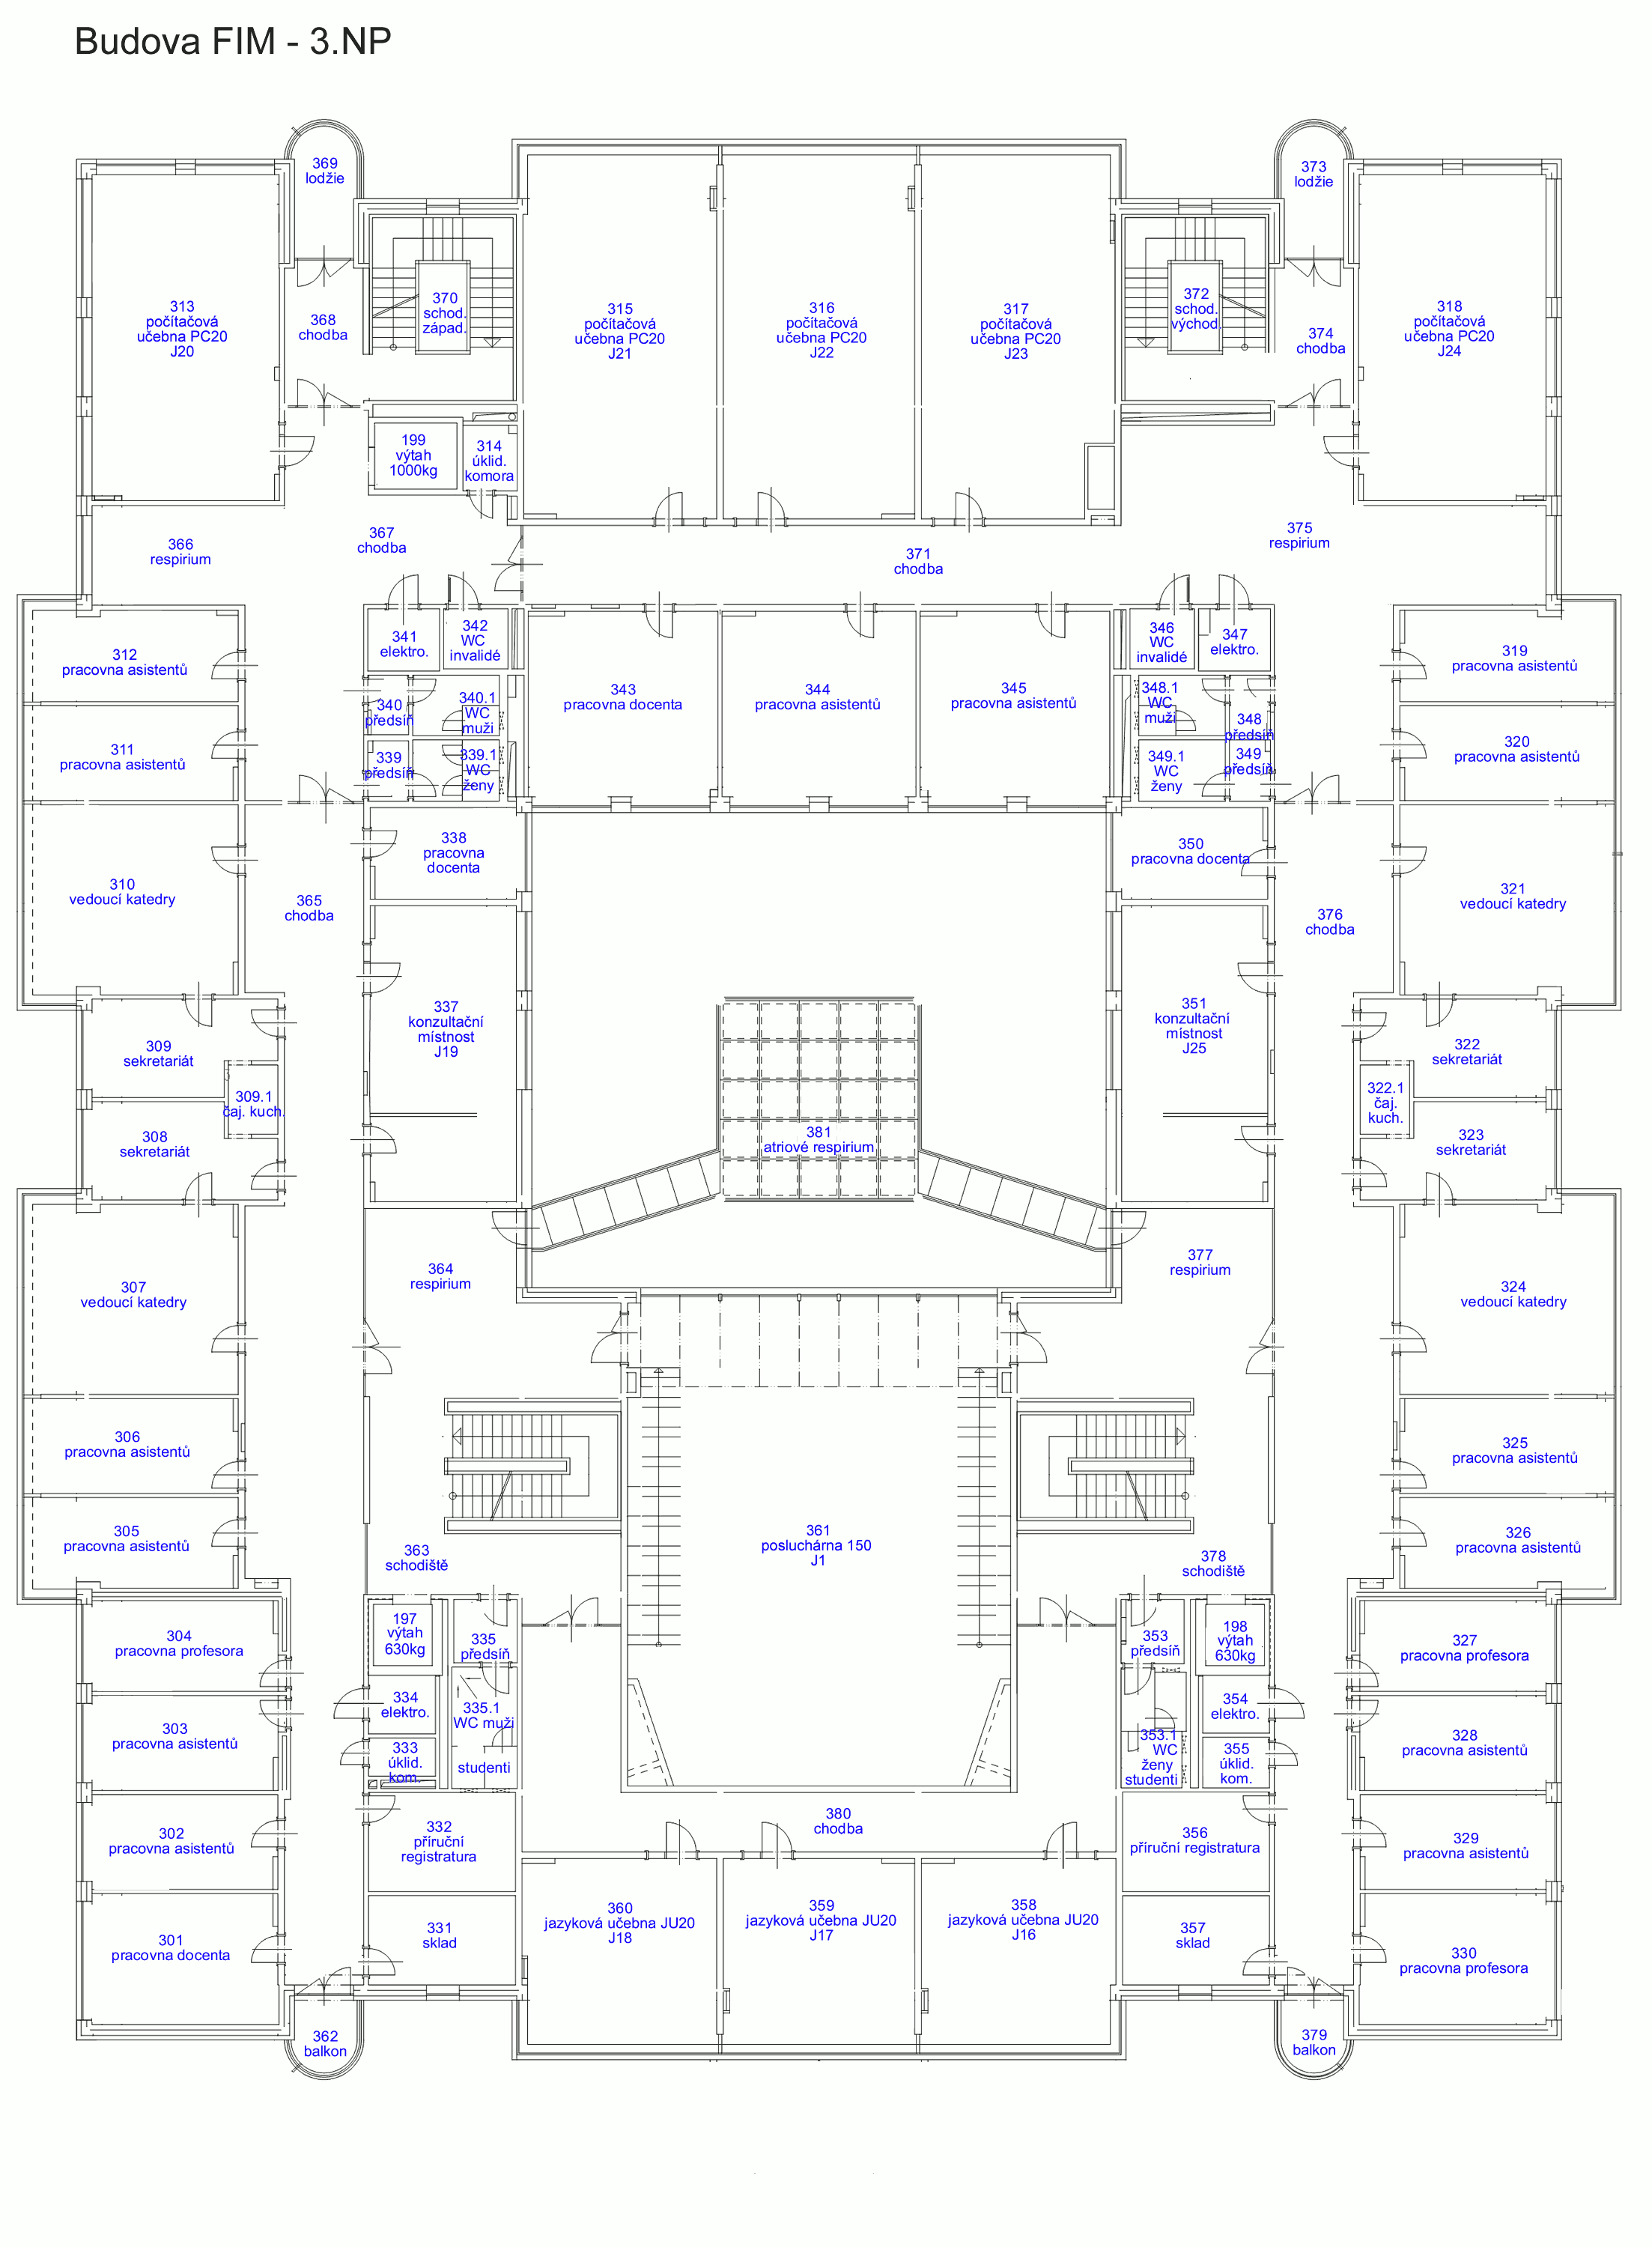 Budova FIM - 3.NP
369
lodžie
373
lodžie
313
počítačová
učebna PC20
J20
368
chodba
370
schod.
západ.
315
počítačová
učebna PC20
J21
316
počítačová
učebna PC20
J22
317
počítačová
učebna PC20
J23
372
schod.
východ.
374
chodba
318
počítačová
učebna PC20
J24
199
výtah
1000kg
314
úklid.
komora
366
respirium
367
chodba
371
chodba
375
respirium
312
pracovna asistentů
341
elektro.
342
WC
invalidé
346
WC
invalidé
347
elektro.
319
pracovna asistentů
340
předsíň
340.1
WC
muži
343
pracovna docenta
344
pracovna asistentů
345
pracovna asistentů
348.1
WC
muži
348
předsíň
311
pracovna asistentů
339
předsíň
339.1
WC
ženy
349.1
WC
ženy
349
předsíň
320
pracovna asistentů
338
pracovna
docenta
350
pracovna docenta
310
vedoucí katedry
365
chodba
376
chodba
321
vedoucí katedry
337
konzultační
místnost
J19
351
konzultační
místnost
J25
309
sekretariát
309.1
čaj. kuch.
322
sekretariát
322.1
čaj.
kuch.
308
sekretariát
381
atriové respirium
323
sekretariát
307
vedoucí katedry
364
respirium
377
respirium
324
vedoucí katedry
306
pracovna asistentů
325
pracovna asistentů
305
pracovna asistentů
363
schodiště
361
posluchárna 150
J1
378
schodiště
326
pracovna asistentů
304
pracovna profesora
197
výtah
630kg
335
předsíň
353
předsíň
198
výtah
630kg
327
pracovna profesora
303
pracovna asistentů
334
elektro.
335.1
WC muži
studenti
353.1
WC
ženy
studenti
354
elektro.
328
pracovna asistentů
333
úklid.
kom.
355
úklid.
kom.
302
pracovna asistentů
332
příruční
registratura
380
chodba
356
příruční registratura
329
pracovna asistentů
301
pracovna docenta
331
sklad
360
jazyková učebna JU20
J18
359
jazyková učebna JU20
J17
358
jazyková učebna JU20
J16
357
sklad
330
pracovna profesora
362
balkon
379
balkon